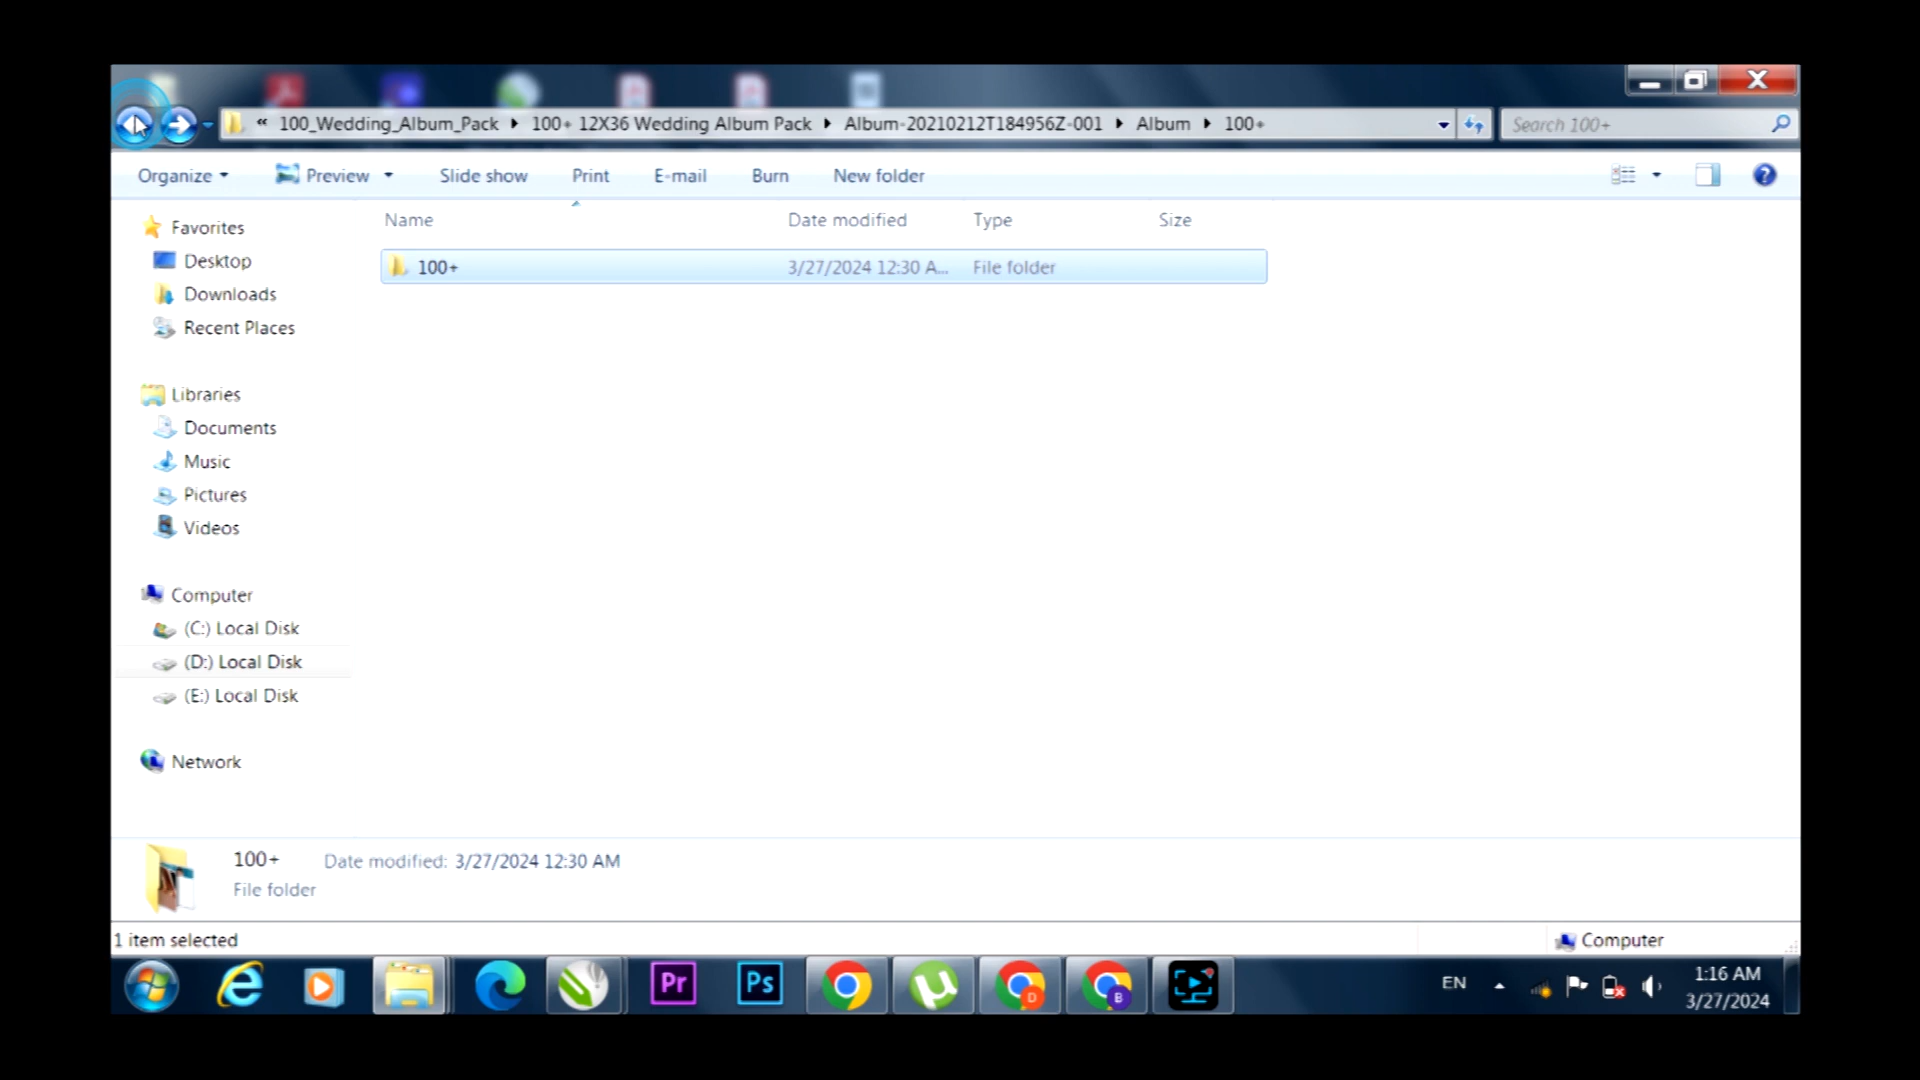 « 100_Wedding_Album_Pack 100+ 12X36 Wedding Album Pack Album-20210212T184956Z-001 Album 100+
Search 100+
Organize Preview Slide show Print E-mail Burn New folder
Name Date modified Type Size
100+ 3/27/2024 12:30 A... File folder
Favorites
Desktop
Downloads
Recent Places
Libraries
Documents
Music
Pictures
Videos
Computer
(C:) Local Disk
(D:) Local Disk
(E:) Local Disk
Network
100+ Date modified: 3/27/2024 12:30 AM
File folder
1 item selected
Computer
Pr
Ps
D
B
EN
1:16 AM
3/27/2024